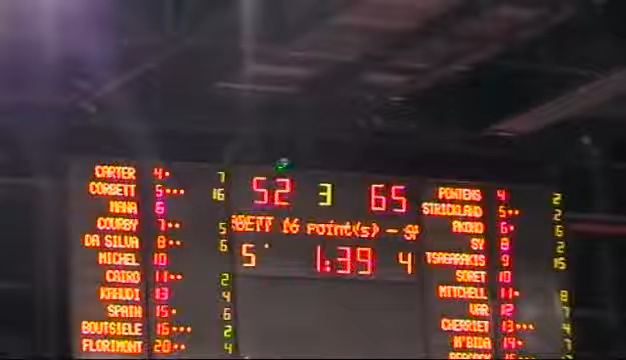 CARTER 4• 7
CORBETT 5••• 16
MANA 6
COURBY 7•• 5
DA SILVA 8•• 6
MICHEL 10
CAIRO 11•• 2
KAHUDI 13 4
SPAIN 15• 6
BOUTSIELE 16••• 2
FLORIMONT 20•• 4
52 3 65
RBETT 16 point(s) - S
5• 1:39 4
PONTENS 4 2
STRICKLAND 5•• 2
AKONO 6• 6
SY 8 2
TSAGARAKIS 9 15
SORET 10
MITCHELL 11• 8
VAR 12 7
CHERRIET 13••• 4
M'BIDA 14• 7